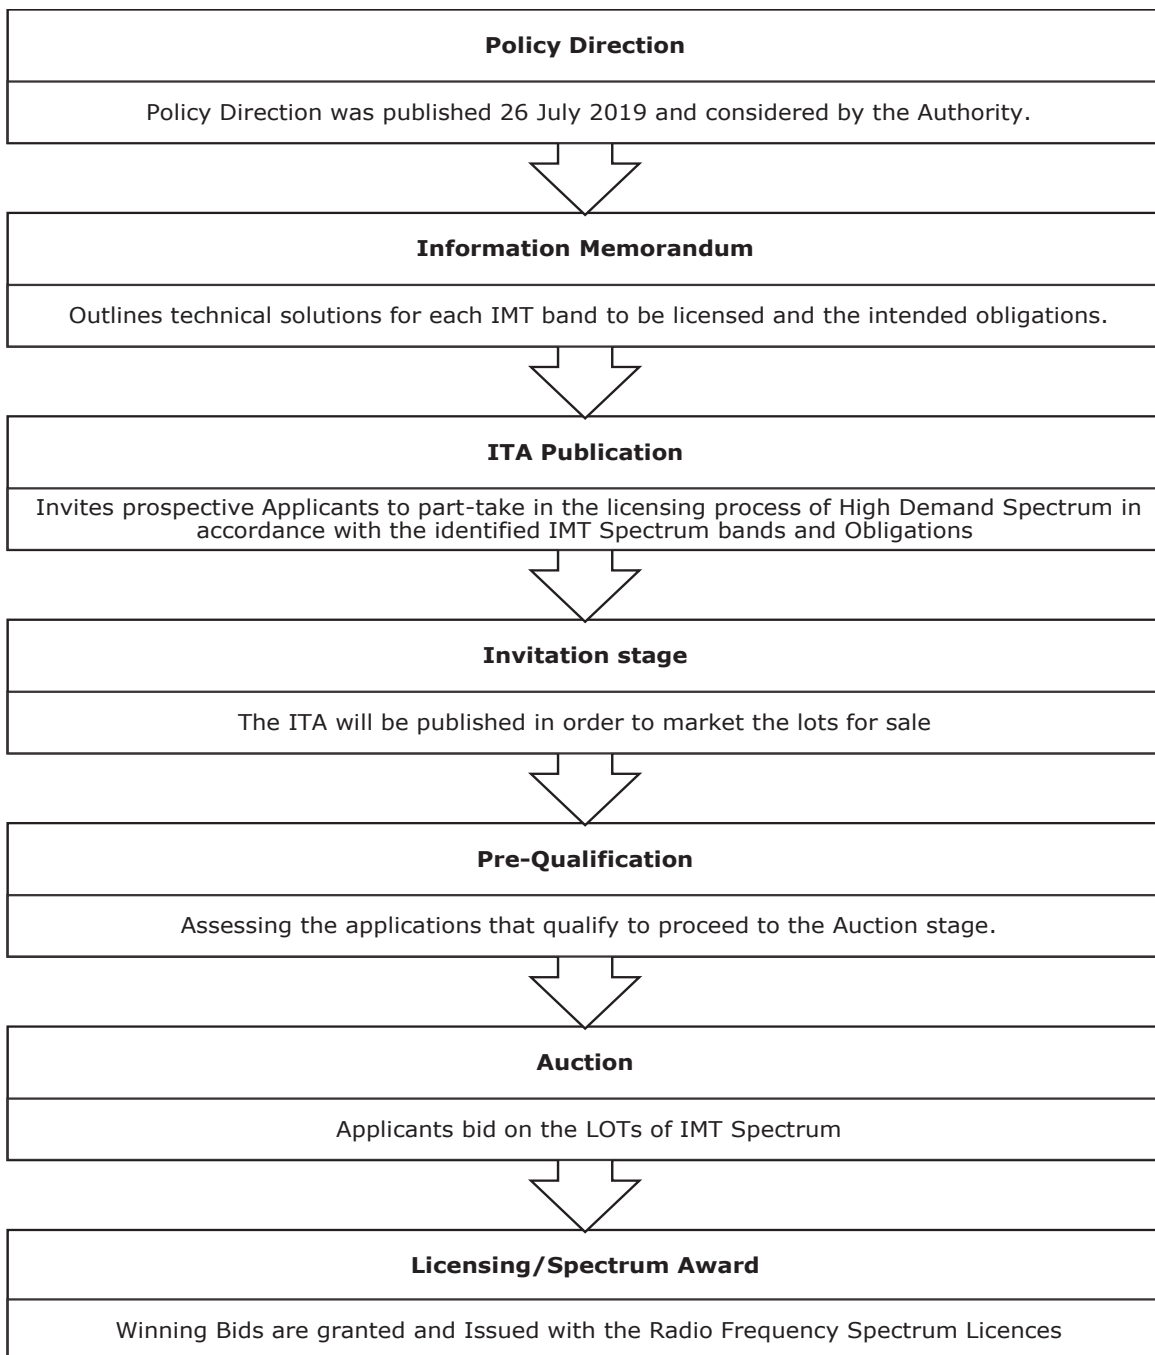 Policy Direction
Policy Direction was published 26 July 2019 and considered by the Authority.
Information Memorandum
Outlines technical solutions for each IMT band to be licensed and the intended obligations.
ITA Publication
Invites prospective Applicants to part-take in the licensing process of High Demand Spectrum in
accordance with the identified IMT Spectrum bands and Obligations
Invitation stage
The ITA will be published in order to market the lots for sale
Pre-Qualification
Assessing the applications that qualify to proceed to the Auction stage.
Auction
Applicants bid on the LOTs of IMT Spectrum
Licensing/Spectrum Award
Winning Bids are granted and Issued with the Radio Frequency Spectrum Licences